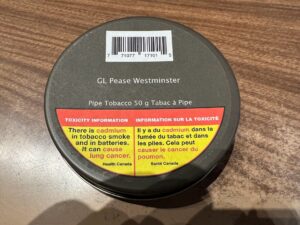 7 71977 17101 5
GL Pease Westminster
Pipe Tobacco 50 g Tabac à Pipe
TOXICITY INFORMATION
There is cadmium
in tobacco smoke
and in batteries.
It can cause
lung cancer.
Health Canada
INFORMATION SUR LA TOXICITÉ
Il y a du cadmium dans la
fumée du tabac et dans
les piles. Cela peut
causer le cancer du
poumon.
Santé Canada